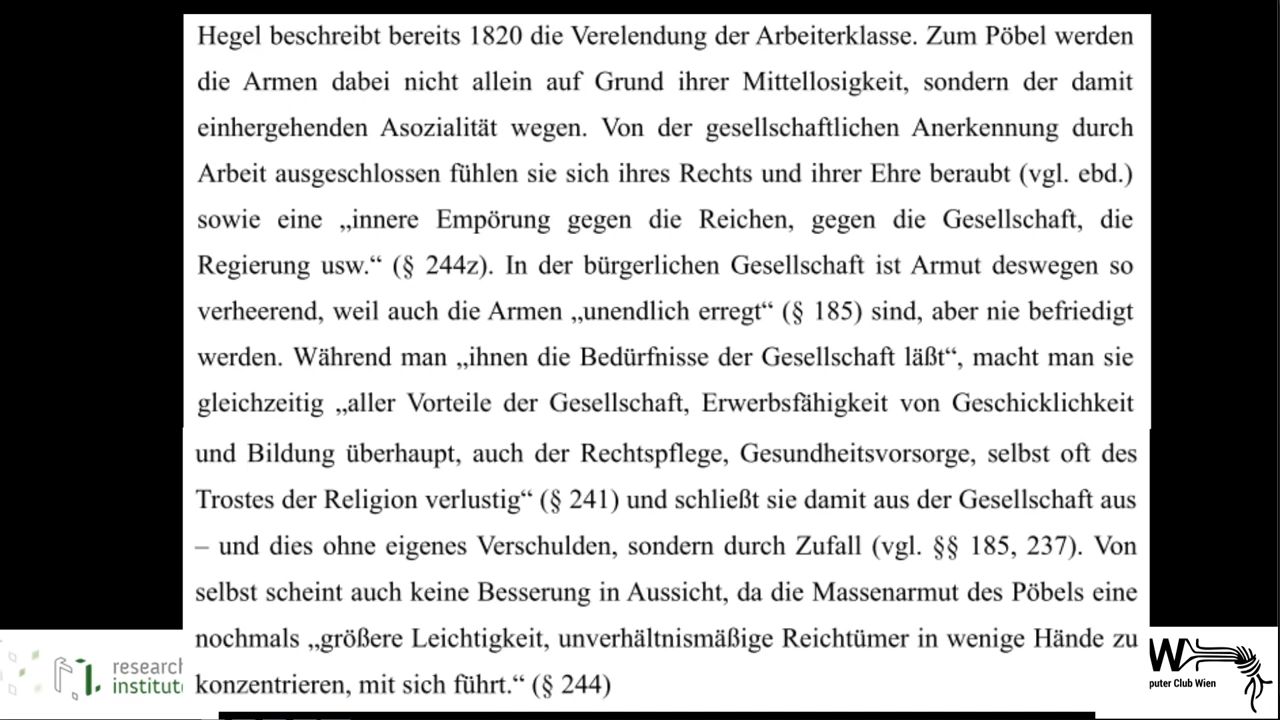 Hegel beschreibt bereits 1820 die Verelendung der Arbeiterklasse. Zum Pöbel werden
die Armen dabei nicht allein auf Grund ihrer Mittellosigkeit, sondern der damit
einhergehenden Asozialität wegen. Von der gesellschaftlichen Anerkennung durch
Arbeit ausgeschlossen fühlen sie sich ihres Rechts und ihrer Ehre beraubt (vgl. ebd.)
sowie eine „innere Empörung gegen die Reichen, gegen die Gesellschaft, die
Regierung usw.“ (§ 244z). In der bürgerlichen Gesellschaft ist Armut deswegen so
verheerend, weil auch die Armen „unendlich erregt“ (§ 185) sind, aber nie befriedigt
werden. Während man „ihnen die Bedürfnisse der Gesellschaft läßt“, macht man sie
gleichzeitig „aller Vorteile der Gesellschaft, Erwerbsfähigkeit von Geschicklichkeit
und Bildung überhaupt, auch der Rechtspflege, Gesundheitsvorsorge, selbst oft des
Trostes der Religion verlustig“ (§ 241) und schließt sie damit aus der Gesellschaft aus
– und dies ohne eigenes Verschulden, sondern durch Zufall (vgl. §§ 185, 237). Von
selbst scheint auch keine Besserung in Aussicht, da die Massenarmut des Pöbels eine
nochmals „größere Leichtigkeit, unverhältnismäßige Reichtümer in wenige Hände zu
konzentrieren, mit sich führt.“ (§ 244)
research
institute
W
puter Club Wien